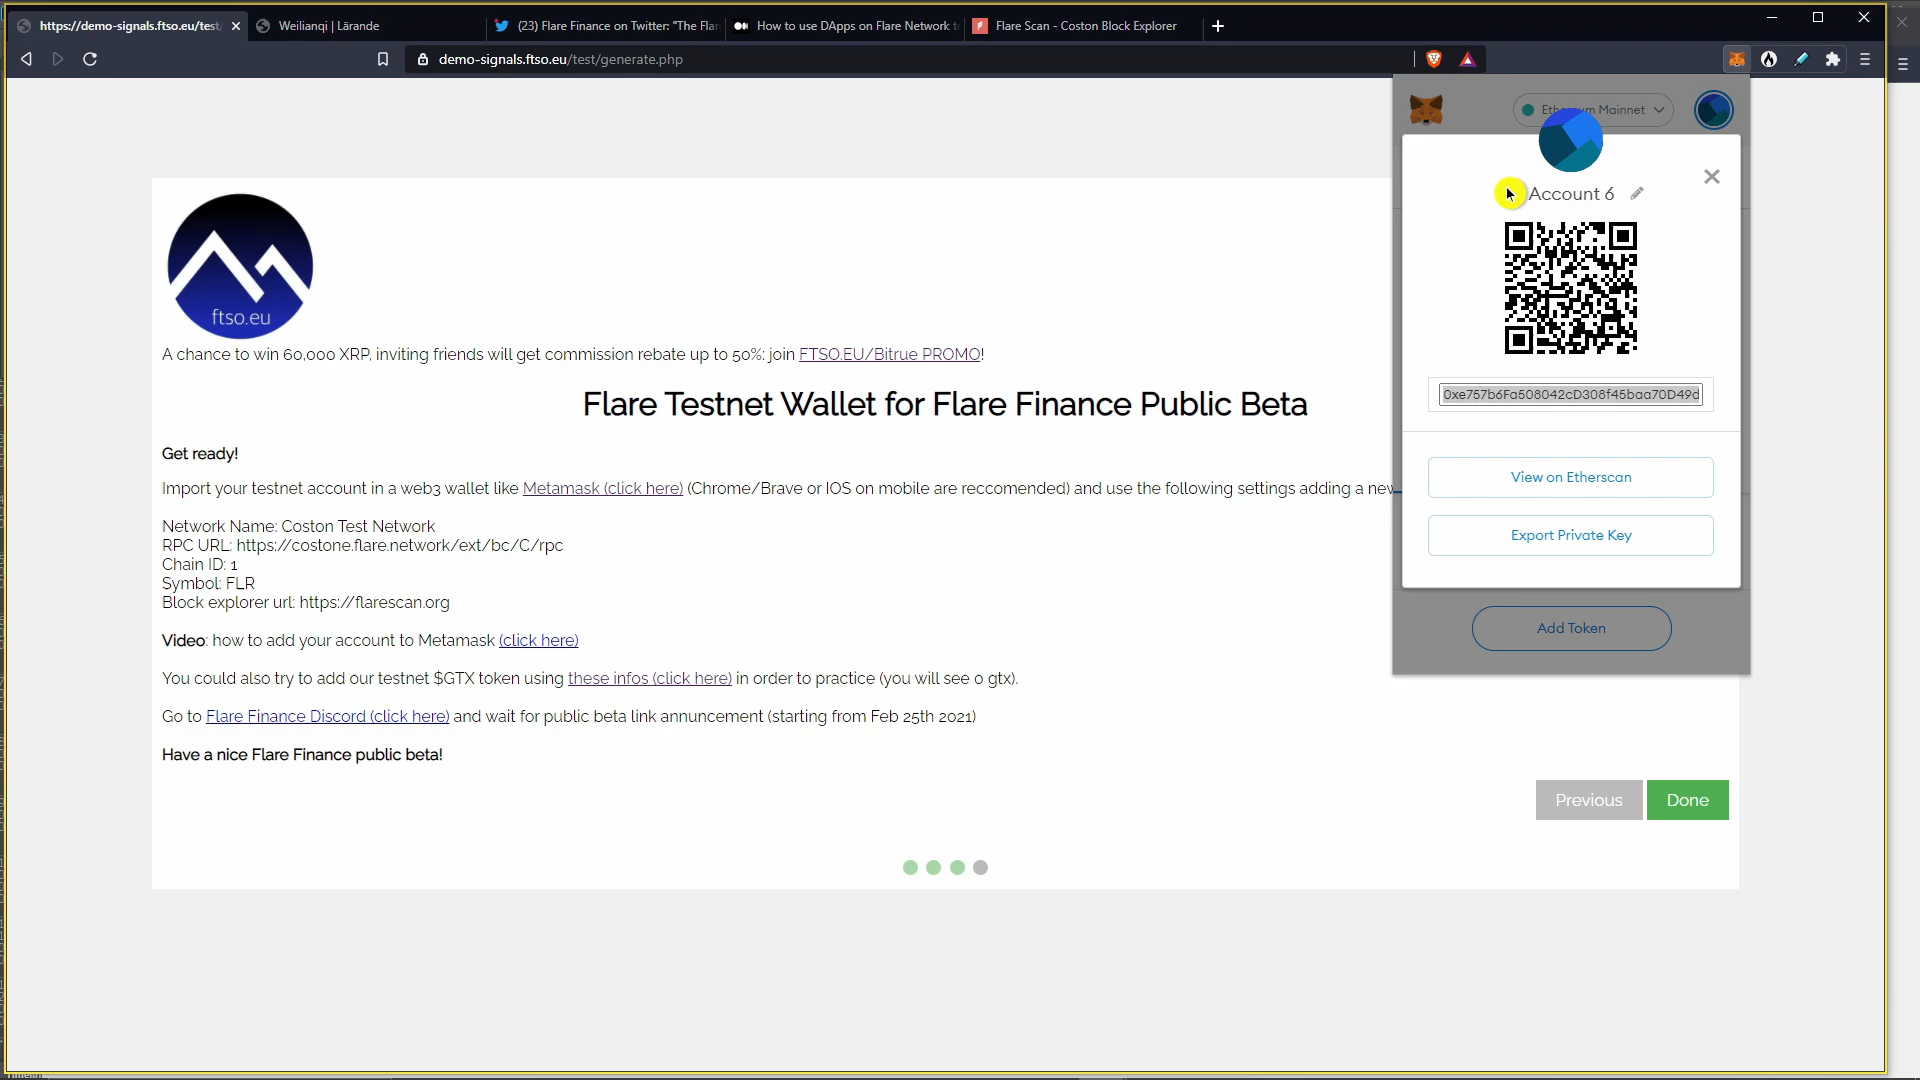 https://demo-signals.ftso.eu/test
Weilianqi | Lärande
(23) Flare Finance on Twitter: "The Flar
How to use DApps on Flare Network t
Flare Scan - Coston Block Explorer
demo-signals.ftso.eu/test/generate.php
Mainnet
Account 6
ftso.eu
A chance to win 60,000 XRP, inviting friends will get commission rebate up to 50%: join FTSO.EU/Bitrue PROMO!
Flare Testnet Wallet for Flare Finance Public Beta
0xe757b6Fa508042cD308f45baa70D49d
Get ready!
Import your testnet account in a web3 wallet like Metamask (click here) (Chrome/Brave or IOS on mobile are reccomended) and use the following settings adding a new
View on Etherscan
Network Name: Coston Test Network
RPC URL: https://costone.flare.network/ext/bc/C/rpc
Export Private Key
Chain ID: 1
Symbol: FLR
Block explorer url: https://flarescan.org
Add Token
Video: how to add your account to Metamask (click here)
You could also try to add our testnet $GTX token using these infos (click here) in order to practice (you will see 0 gtx).
Go to Flare Finance Discord (click here) and wait for public beta link annuncement (starting from Feb 25th 2021)
Have a nice Flare Finance public beta!
Previous
Done